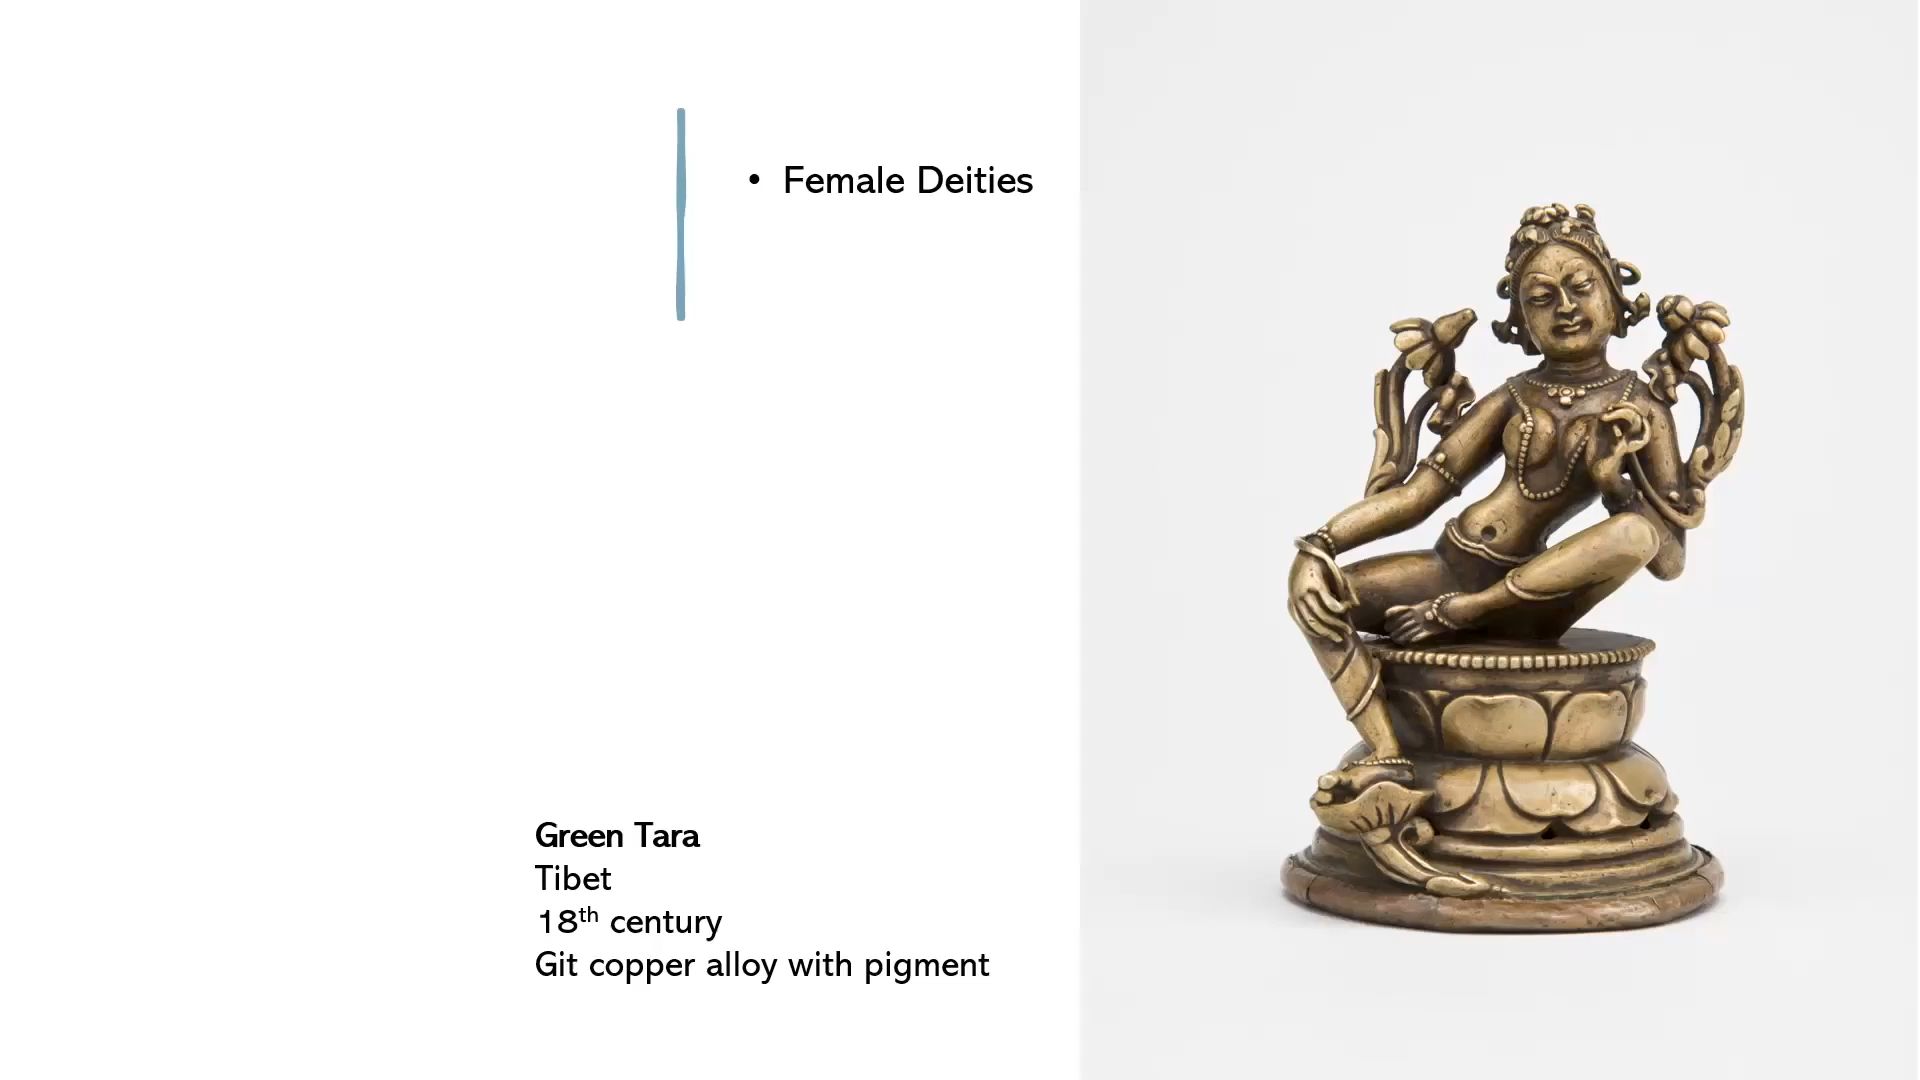 • Female Deities
Green Tara
Tibet
18th century
Git copper alloy with pigment